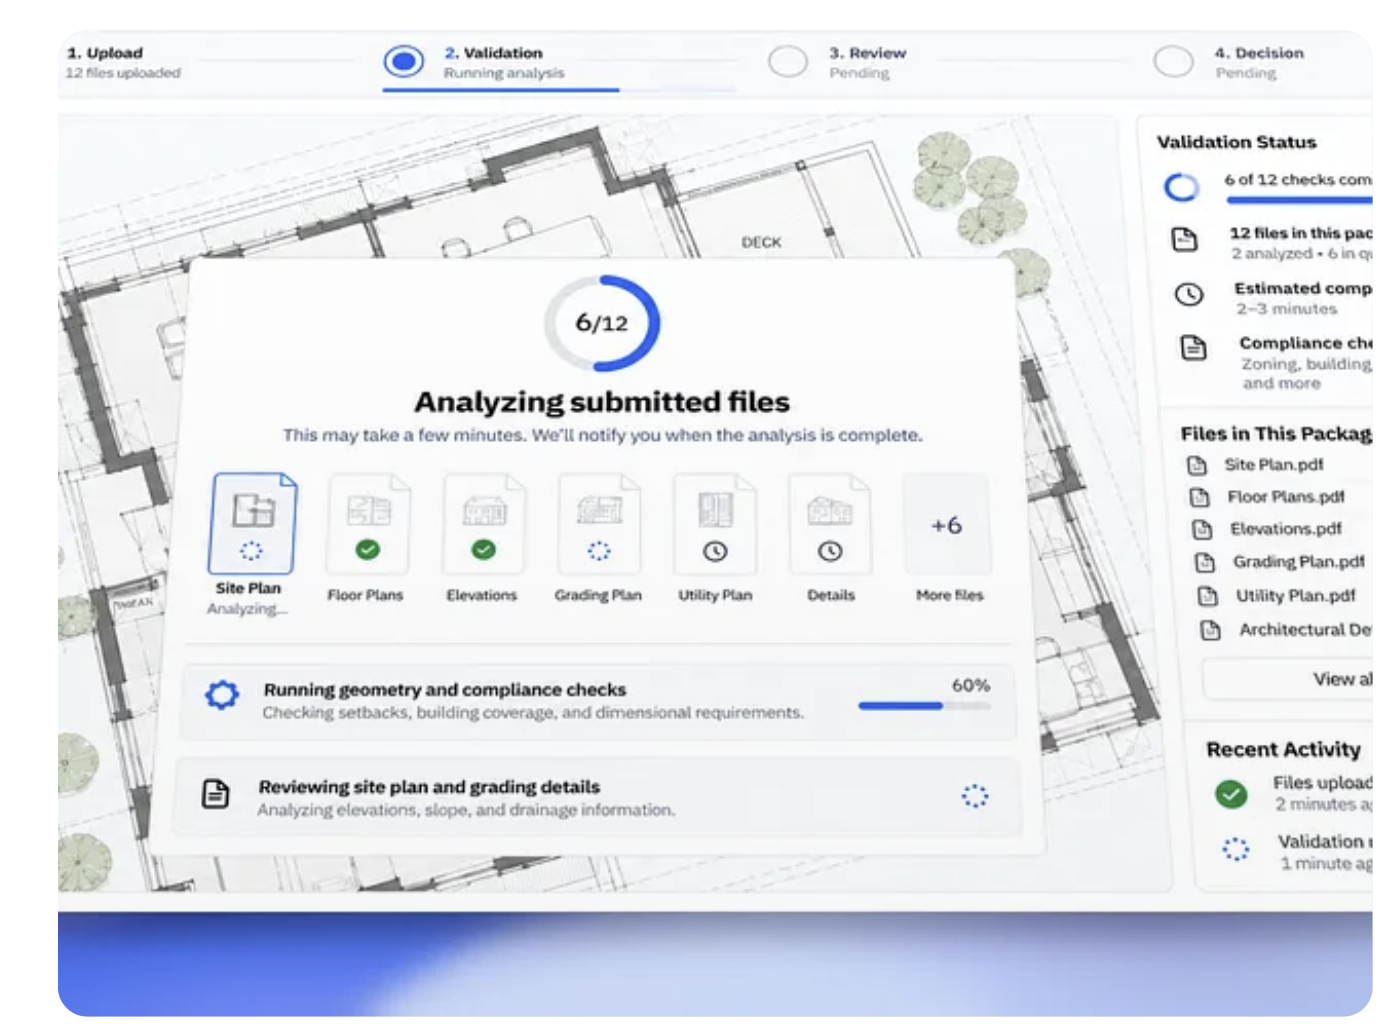 1. Upload
12 files uploaded
2. Validation
Running analysis
3. Review
Pending
4. Decision
Pending
DECK
6/12
Analyzing submitted files
This may take a few minutes. We'll notify you when the analysis is complete.
Site Plan
Analyzing...
Floor Plans
Elevations
Grading Plan
Utility Plan
Details
+6
More files
Running geometry and compliance checks
Checking setbacks, building coverage, and dimensional requirements.
60%
Reviewing site plan and grading details
Analyzing elevations, slope, and drainage information.
Validation Status
6 of 12 checks com
12 files in this pac
2 analyzed • 6 in qu
Estimated comp
2–3 minutes
Compliance che
Zoning, building,
and more
Files in This Packag
Site Plan.pdf
Floor Plans.pdf
Elevations.pdf
Grading Plan.pdf
Utility Plan.pdf
Architectural De
View al
Recent Activity
Files upload
2 minutes a
Validation
1 minute ag